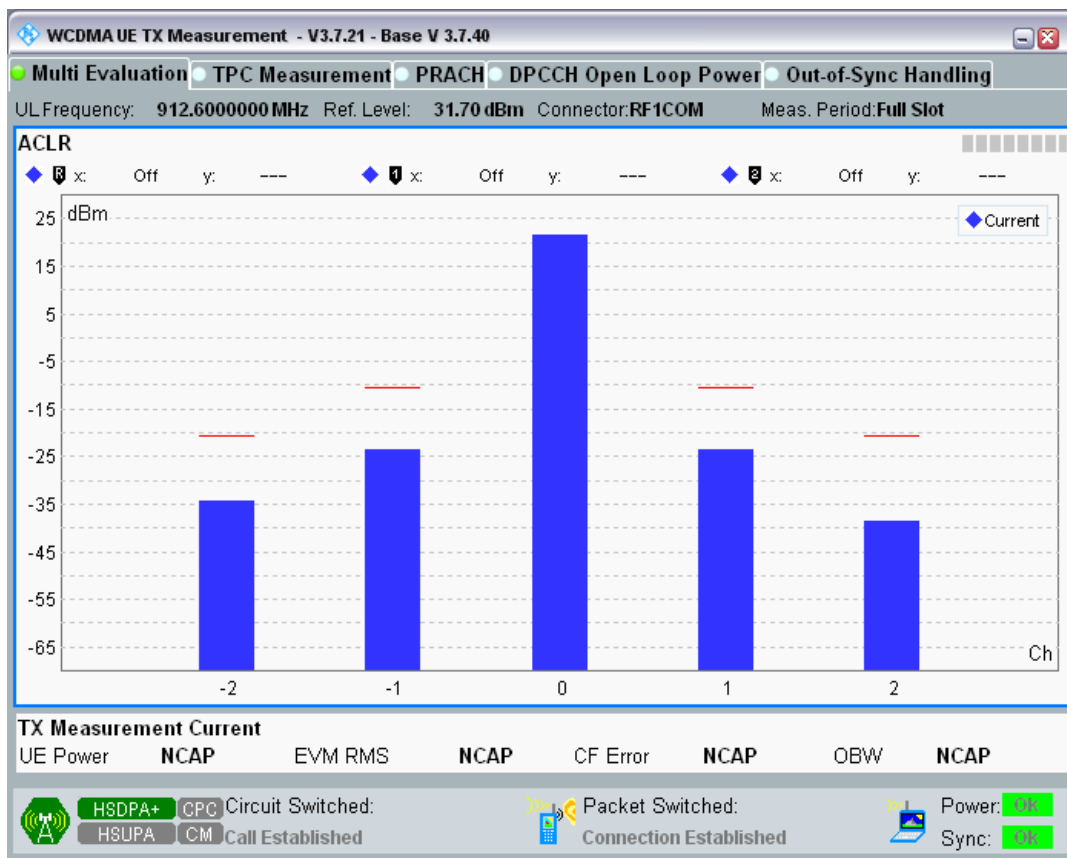 WCDMA UE TX Measurement - V3.7.21 - Base V 3.7.40
Multi Evaluation TPC Measurement PRACH DPCCH Open Loop Power Out-of-Sync Handling
UL Frequency: 912.6000000 MHz Ref. Level: 31.70 dBm Connector:RF1COM Meas. Period:Full Slot
ACLR
R x: Off y: --- 1 x: Off y: --- 2 x: Off y: ---
dBm
Current
25
15
5
-5
-15
-25
-35
-45
-55
-65
Ch
-2 -1 0 1 2
TX Measurement Current
UE Power NCAP EVM RMS NCAP CF Error NCAP OBW NCAP
HSDPA+ CPC Circuit Switched: Packet Switched: Power: OK
HSUPA CM Call Established Connection Established Sync: OK